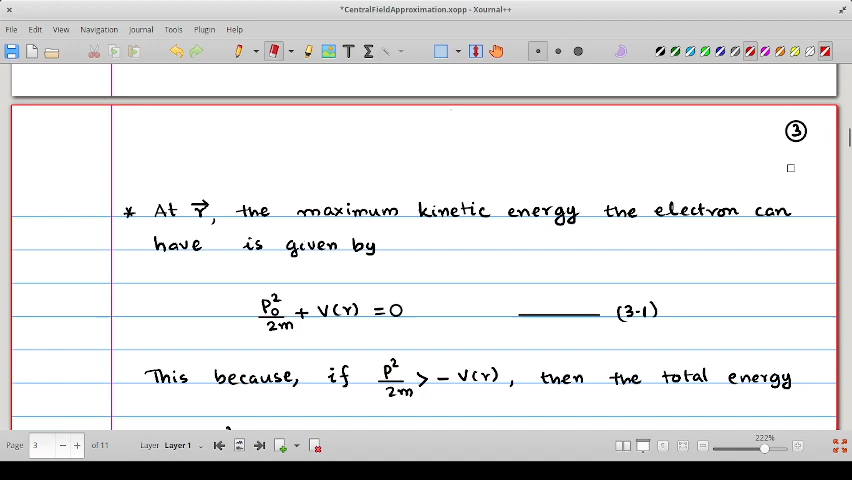 *CentralFieldApproximation.xopp - Xournal++
File Edit View Navigation Journal Tools Plugin Help
③
* At r⃗, the maximum kinetic energy the electron can
have is given by
p₀²/2m + V(r) = 0 ——— (3-1)
This because, if p²/2m > - V(r), then the total energy
Page 3 of 11 Layer Layer 1 222%